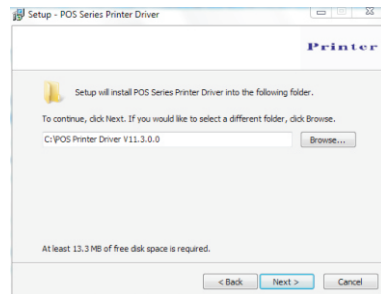 Setup - POS Series Printer Driver
Printer
Setup will install POS Series Printer Driver into the following folder.
To continue, click Next. If you would like to select a different folder, click Browse.
C:\POS Printer Driver V11.3.0.0
Browse...
At least 13.3 MB of free disk space is required.
< Back
Next >
Cancel